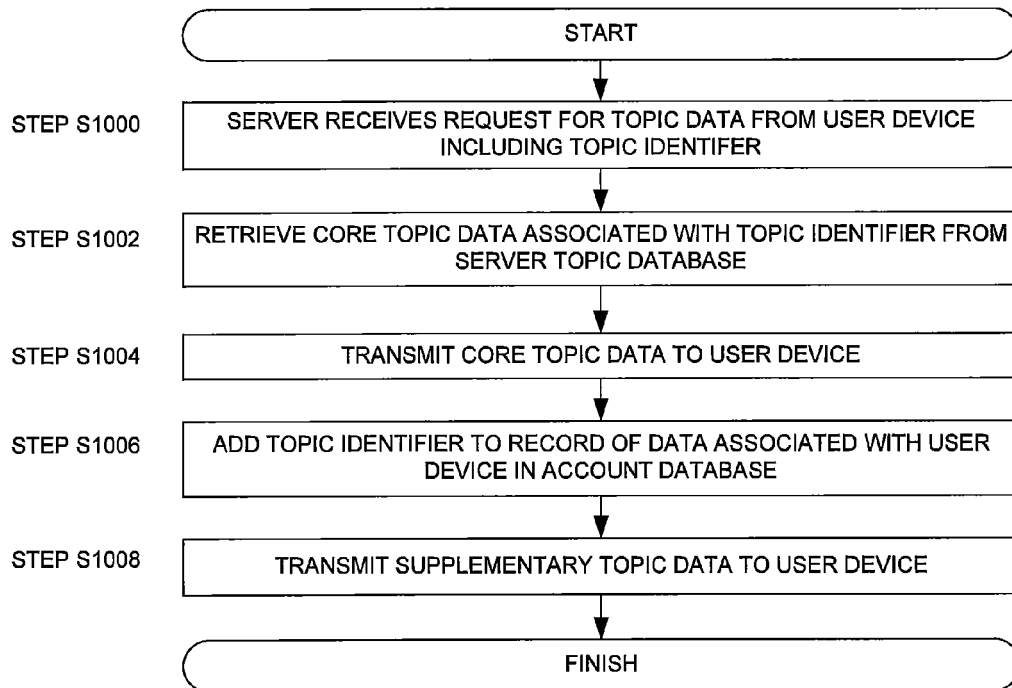 START
STEP S1000
SERVER RECEIVES REQUEST FOR TOPIC DATA FROM USER DEVICE
INCLUDING TOPIC IDENTIFER
STEP S1002
RETRIEVE CORE TOPIC DATA ASSOCIATED WITH TOPIC IDENTIFIER FROM
SERVER TOPIC DATABASE
STEP S1004
TRANSMIT CORE TOPIC DATA TO USER DEVICE
STEP S1006
ADD TOPIC IDENTIFIER TO RECORD OF DATA ASSOCIATED WITH USER
DEVICE IN ACCOUNT DATABASE
STEP S1008
TRANSMIT SUPPLEMENTARY TOPIC DATA TO USER DEVICE
FINISH